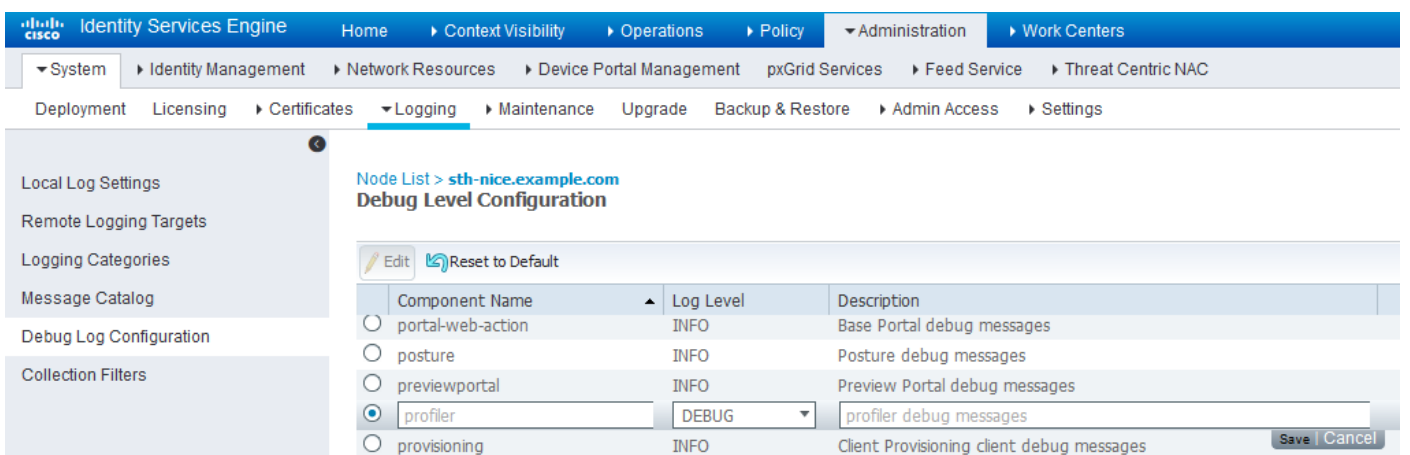 cisco Identity Services Engine Home Context Visibility Operations Policy Administration Work Centers
System Identity Management Network Resources Device Portal Management pxGrid Services Feed Service Threat Centric NAC
Deployment Licensing Certificates Logging Maintenance Upgrade Backup & Restore Admin Access Settings
Local Log Settings
Remote Logging Targets
Logging Categories
Message Catalog
Debug Log Configuration
Collection Filters
Node List > sth-nice.example.com
Debug Level Configuration
Edit Reset to Default
Component Name Log Level Description
portal-web-action INFO Base Portal debug messages
posture INFO Posture debug messages
previewportal INFO Preview Portal debug messages
profiler DEBUG profiler debug messages
provisioning INFO Client Provisioning client debug messages
Save | Cancel